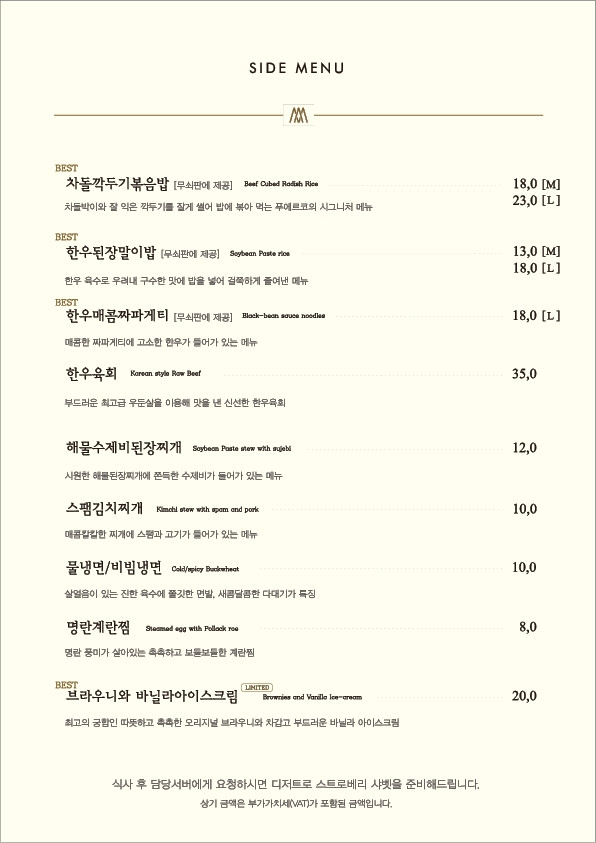 SIDE MENU
BEST
차돌깍두기볶음밥 [무쇠판에 제공] Beef Cubed Radish Rice 18,0 [M]
23,0 [L]
차돌박이와 잘 익은 깍두기를 잘게 썰어 밥에 볶아 먹는 푸에르코의 시그니처 메뉴
BEST
한우된장말이밥 [무쇠판에 제공] Soybean Paste rice 13,0 [M]
18,0 [L]
한우 육수로 우려내 구수한 맛에 밥을 넣어 걸쭉하게 졸여낸 메뉴
BEST
한우매콤짜파게티 [무쇠판에 제공] Black-bean sauce noodles 18,0 [L]
매콤한 짜파게티에 고소한 한우가 들어가 있는 메뉴
한우육회 Korean style Raw Beef 35,0
부드러운 최고급 우둔살을 이용해 맛을 낸 신선한 한우육회
해물수제비된장찌개 Soybean Paste stew with sujebi 12,0
시원한 해물된장찌개에 쫀득한 수제비가 들어가 있는 메뉴
스팸김치찌개 Kimchi stew with spam and pork 10,0
매콤칼칼한 찌개에 스팸과 고기가 들어가 있는 메뉴
물냉면/비빔냉면 Cold/spicy Buckwheat 10,0
살얼음이 있는 진한 육수에 쫄깃한 면발, 새콤달콤한 다대기가 특징
명란계란찜 Steamed egg with Pollack roe 8,0
명란 풍미가 살아있는 촉촉하고 보들보들한 계란찜
BEST
브라우니와 바닐라아이스크림 LIMITED Brownies and Vanilla ice-cream 20,0
최고의 궁합인 따뜻하고 촉촉한 오리지널 브라우니와 차갑고 부드러운 바닐라 아이스크림
식사 후 담당서버에게 요청하시면 디저트로 스트로베리 샤벳을 준비해드립니다.
상기 금액은 부가가치세(VAT)가 포함된 금액입니다.